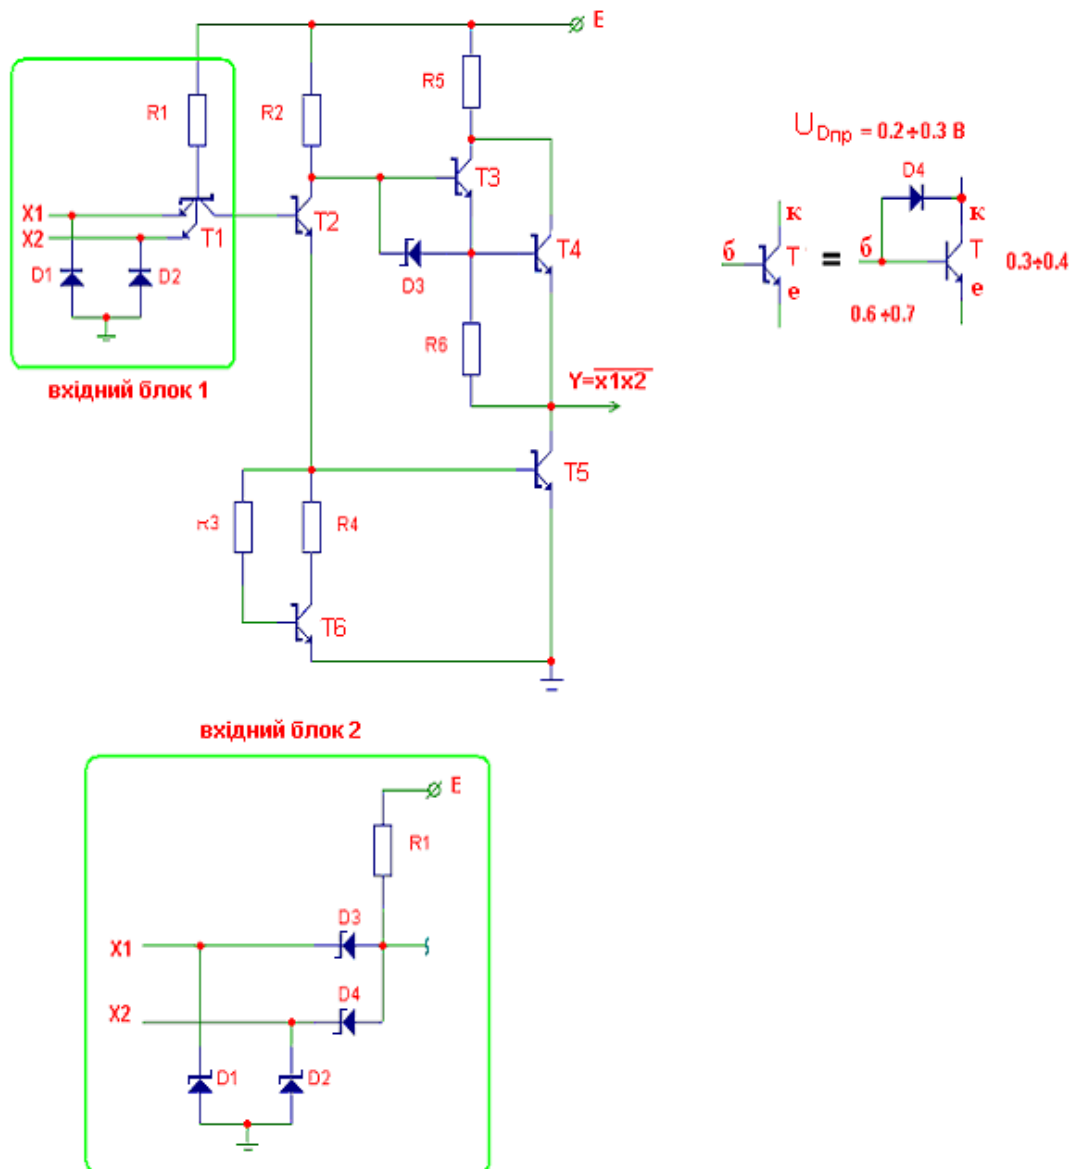 E
R1
R2
R5
X1
X2
T1
T2
T3
T4
D1
D2
D3
R6
вхідний блок 1
Y=x1x2
T5
R3
R4
T6
U Dпр = 0.2÷0.3 В
D4
к
к
б
T
=
б
T
0.3÷0.4
е
е
0.6÷0.7
вхідний блок 2
E
R1
D3
X1
D4
X2
D1
D2